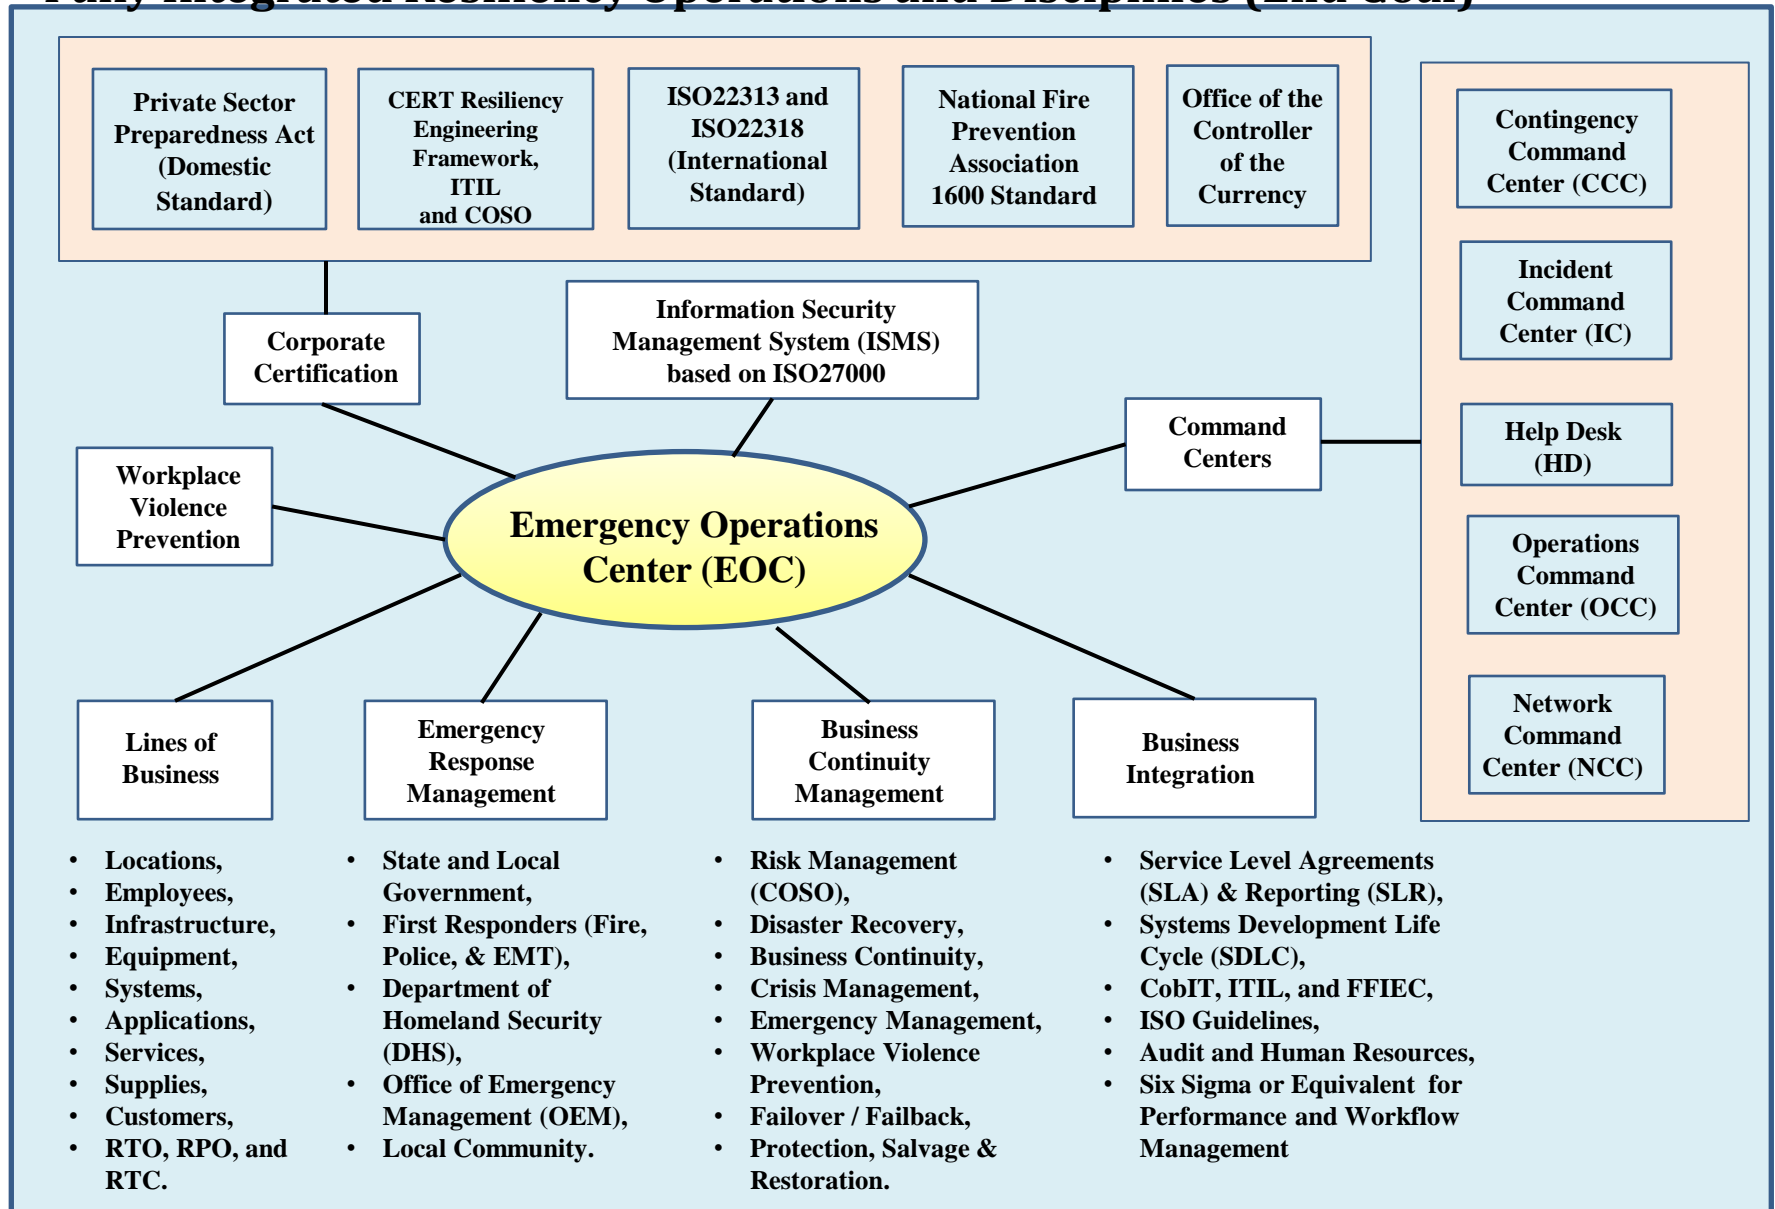 Fully Integrated Resiliency Operations and Disciplines (End Goal)
Private Sector
Preparedness Act
(Domestic
Standard)
CERT Resiliency
Engineering
Framework,
ITIL
and COSO
ISO22313 and
ISO22318
(International
Standard)
National Fire
Prevention
Association
1600 Standard
Office of the
Controller
of the
Currency
Contingency
Command
Center (CCC)
Incident
Command
Center (IC)
Help Desk
(HD)
Operations
Command
Center (OCC)
Network
Command
Center (NCC)
Corporate
Certification
Information Security
Management System (ISMS)
based on ISO27000
Command
Centers
Workplace
Violence
Prevention
Emergency Operations
Center (EOC)
Lines of
Business
Emergency
Response
Management
Business
Continuity
Management
Business
Integration
• Locations,
• Employees,
• Infrastructure,
• Equipment,
• Systems,
• Applications,
• Services,
• Supplies,
• Customers,
• RTO, RPO, and
RTC.
• State and Local
Government,
• First Responders (Fire,
Police, & EMT),
• Department of
Homeland Security
(DHS),
• Office of Emergency
Management (OEM),
• Local Community.
• Risk Management
(COSO),
• Disaster Recovery,
• Business Continuity,
• Crisis Management,
• Emergency Management,
• Workplace Violence
Prevention,
• Failover / Failback,
• Protection, Salvage &
Restoration.
• Service Level Agreements
(SLA) & Reporting (SLR),
• Systems Development Life
Cycle (SDLC),
• CobIT, ITIL, and FFIEC,
• ISO Guidelines,
• Audit and Human Resources,
• Six Sigma or Equivalent for
Performance and Workflow
Management